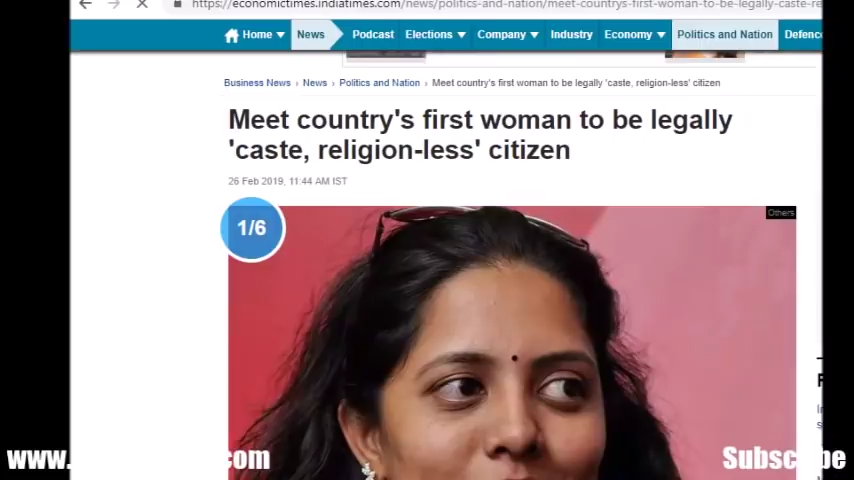 https://economictimes.indiatimes.com/news/politics-and-nation/meet-countrys-first-woman-to-be-legally-caste-re
Home News Podcast Elections Company Industry Economy Politics and Nation Defenc
Business News › News › Politics and Nation › Meet country's first woman to be legally 'caste, religion-less' citizen
Meet country's first woman to be legally
'caste, religion-less' citizen
26 Feb 2019, 11:44 AM IST
Others
1/6
www. com
Subscribe